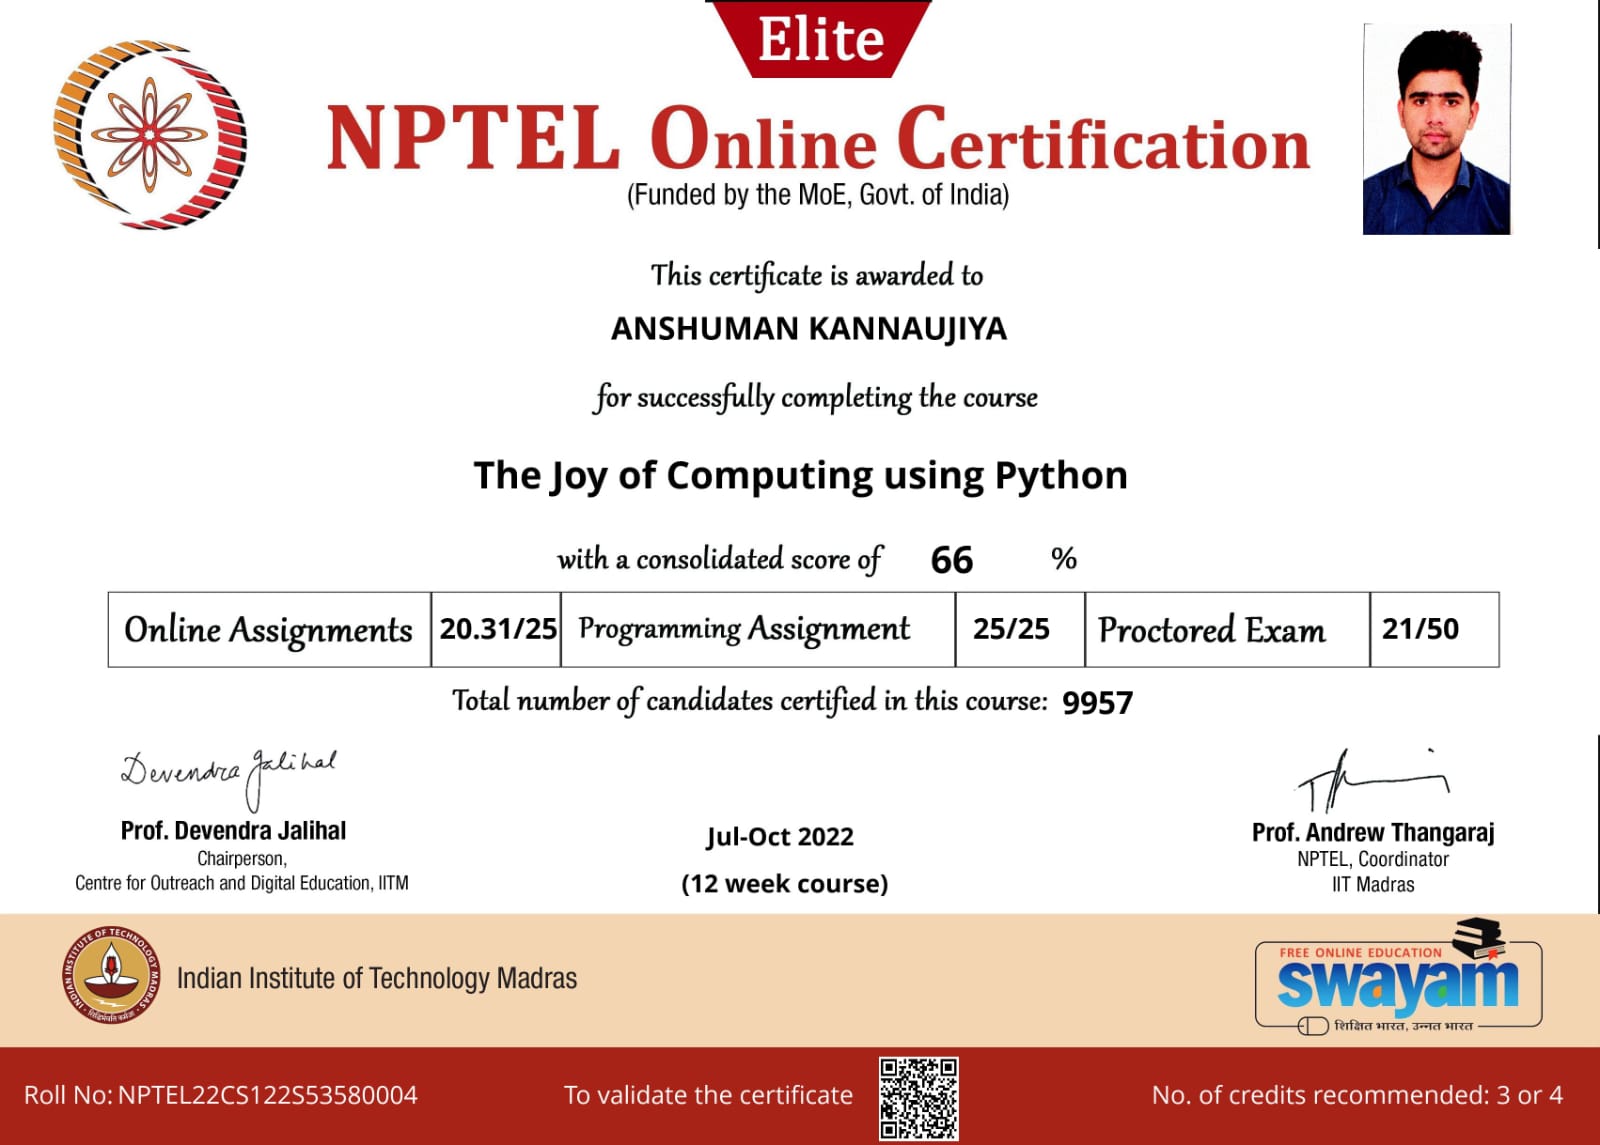 Elite
NPTEL Online Certification
(Funded by the MoE, Govt. of India)
This certificate is awarded to
ANSHUMAN KANNAUJIYA
for successfully completing the course
The Joy of Computing using Python
with a consolidated score of 66 %
Online Assignments 20.31/25 Programming Assignment 25/25 Proctored Exam 21/50
Total number of candidates certified in this course: 9957
Devendra Jalihal
Prof. Devendra Jalihal
Chairperson,
Centre for Outreach and Digital Education, IITM
Jul-Oct 2022
(12 week course)
Prof. Andrew Thangaraj
NPTEL, Coordinator
IIT Madras
INDIAN INSTITUTE OF TECHNOLOGY MADRAS
सिद्धिर्भवति कर्मजा
Indian Institute of Technology Madras
FREE ONLINE EDUCATION
swayam
शिक्षित भारत, उन्नत भारत
Roll No: NPTEL22CS122S53580004
To validate the certificate
No. of credits recommended: 3 or 4